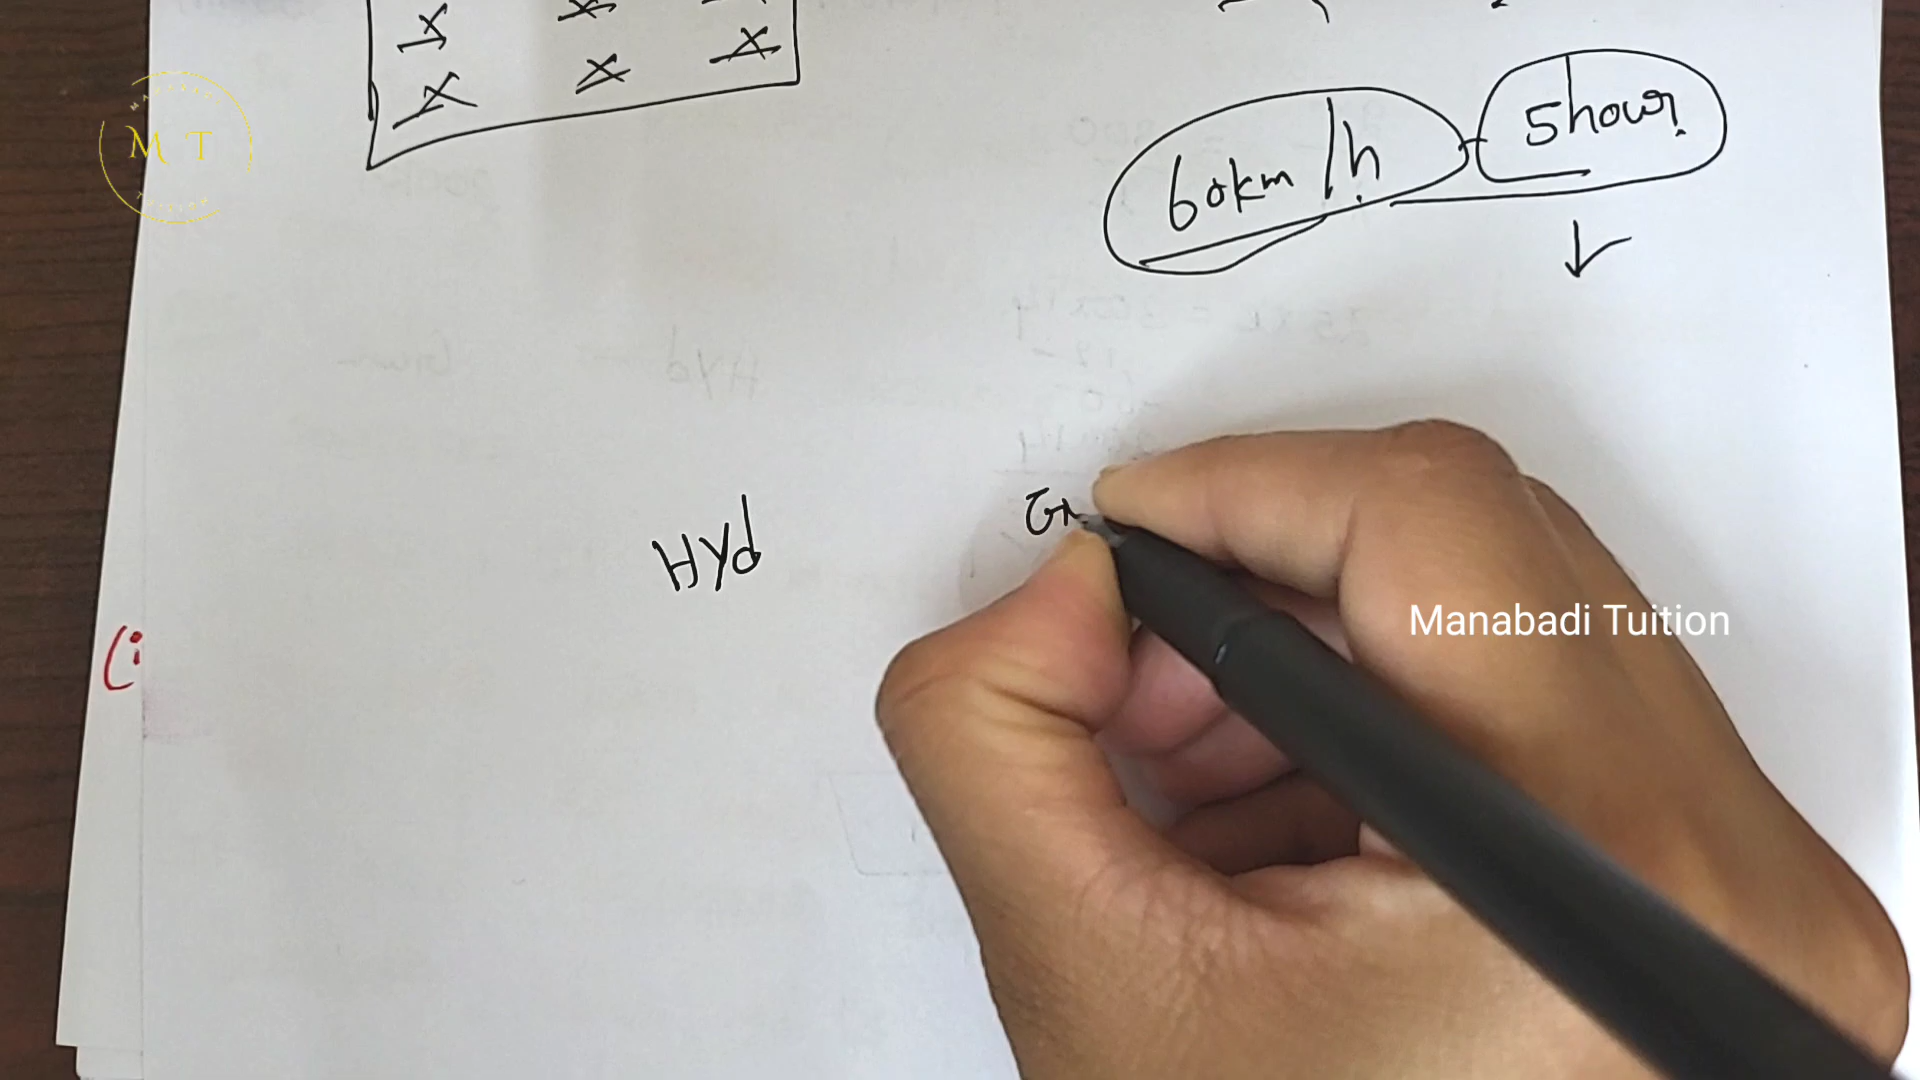 x x
x x x
60km/h 5hour
M T
Hyd
Manabadi Tuition
(i